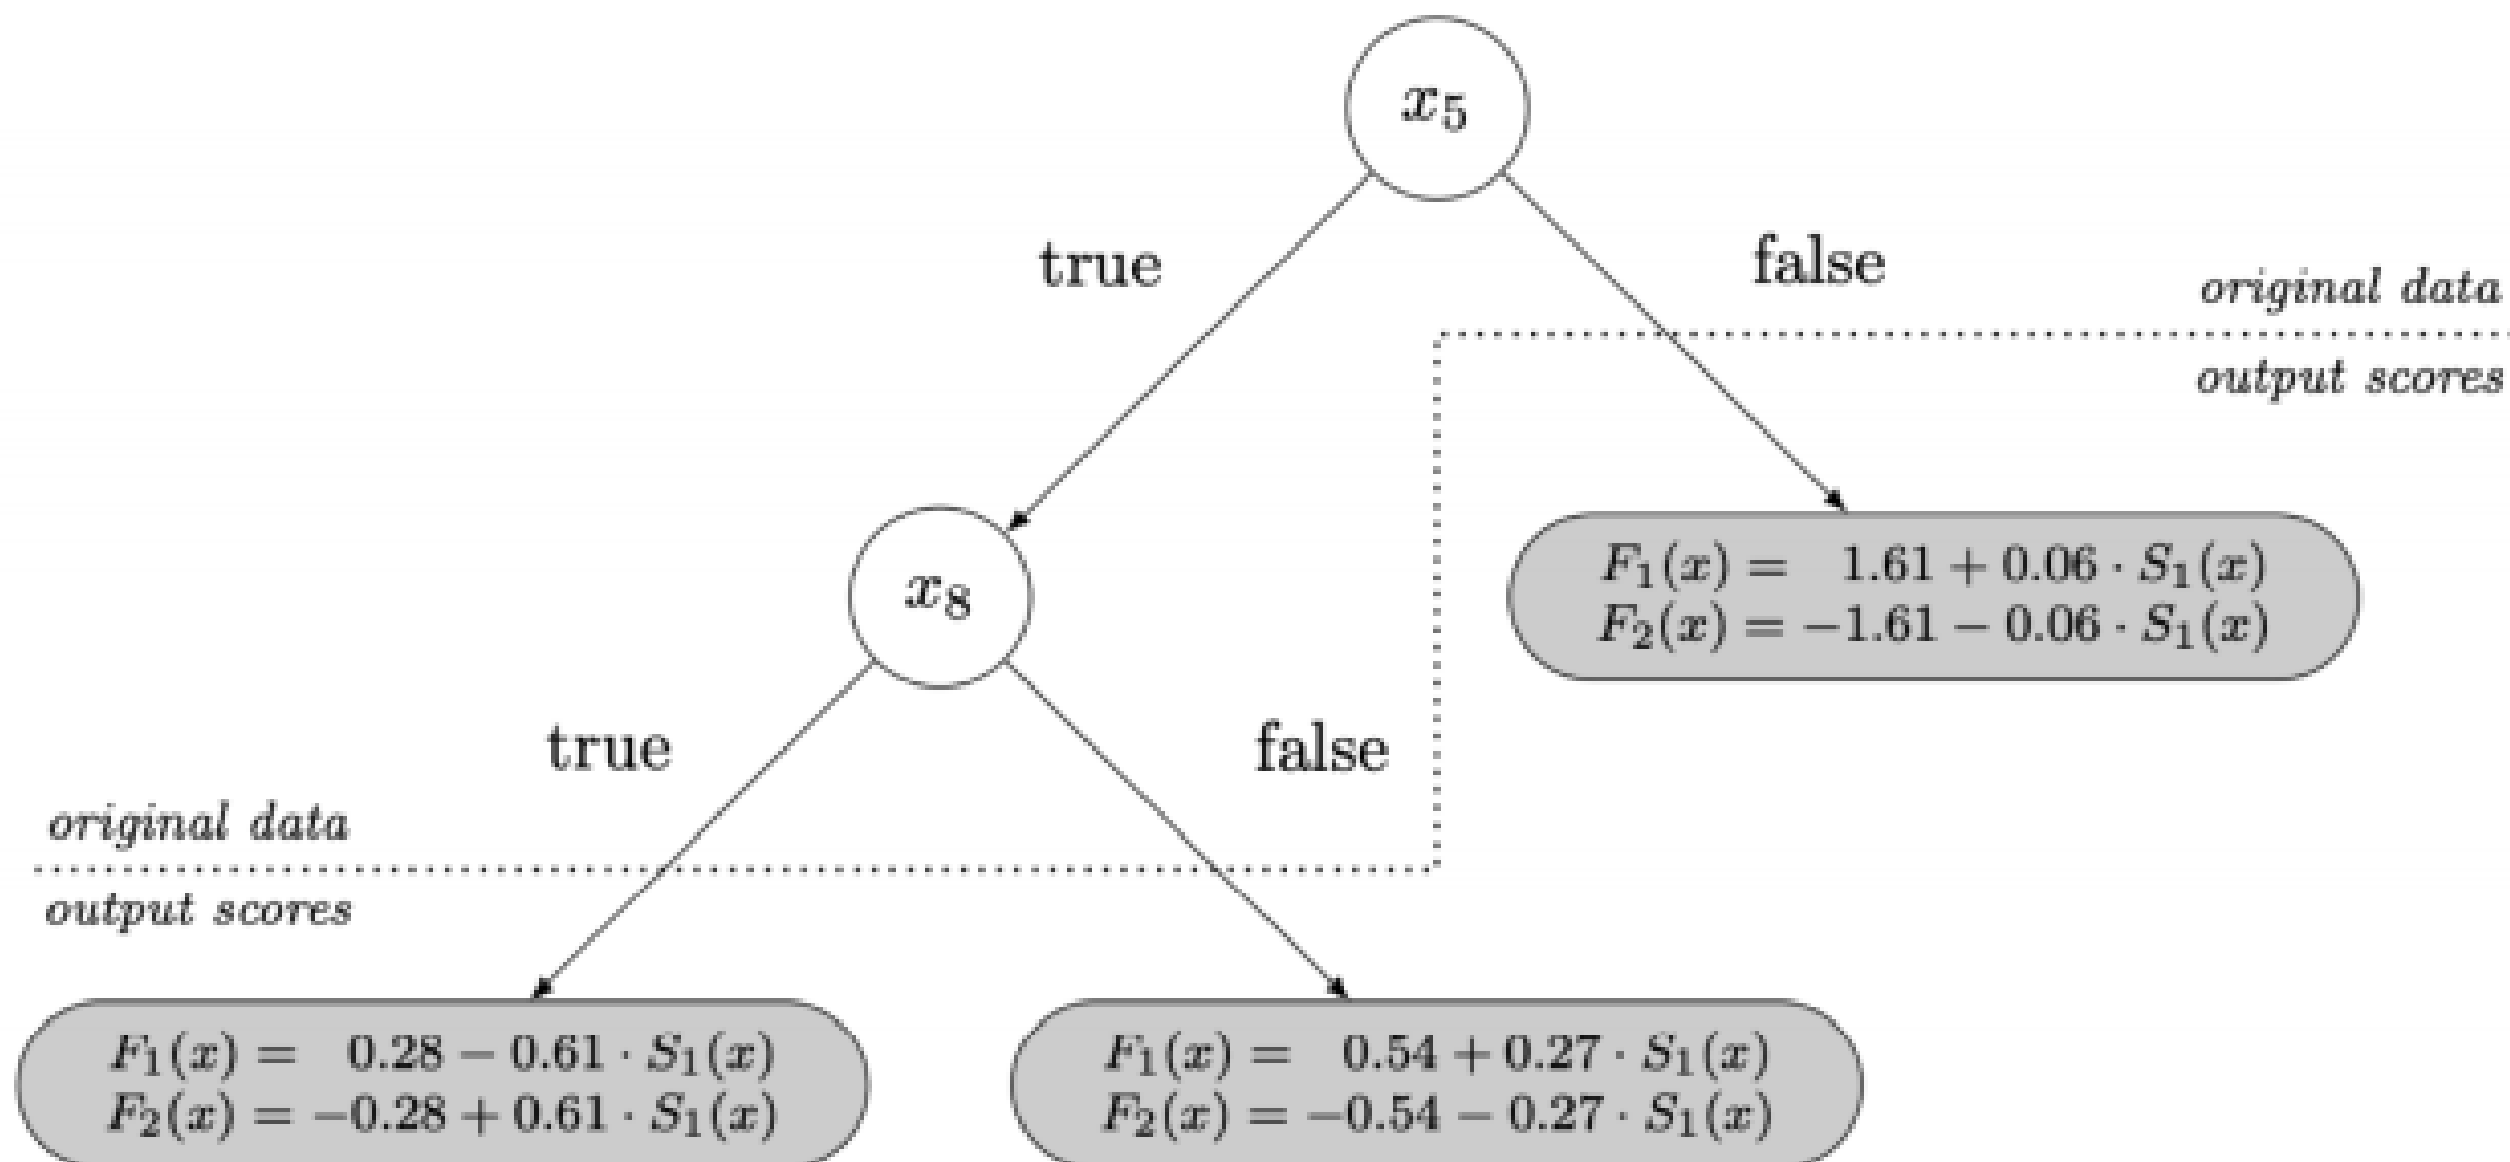 x₅
true
false
original data
output scores
x₈
F₁(x) = 1.61 + 0.06 · S₁(x)
F₂(x) = −1.61 − 0.06 · S₁(x)
true
false
original data
output scores
F₁(x) = 0.28 − 0.61 · S₁(x)
F₂(x) = −0.28 + 0.61 · S₁(x)
F₁(x) = 0.54 + 0.27 · S₁(x)
F₂(x) = −0.54 − 0.27 · S₁(x)